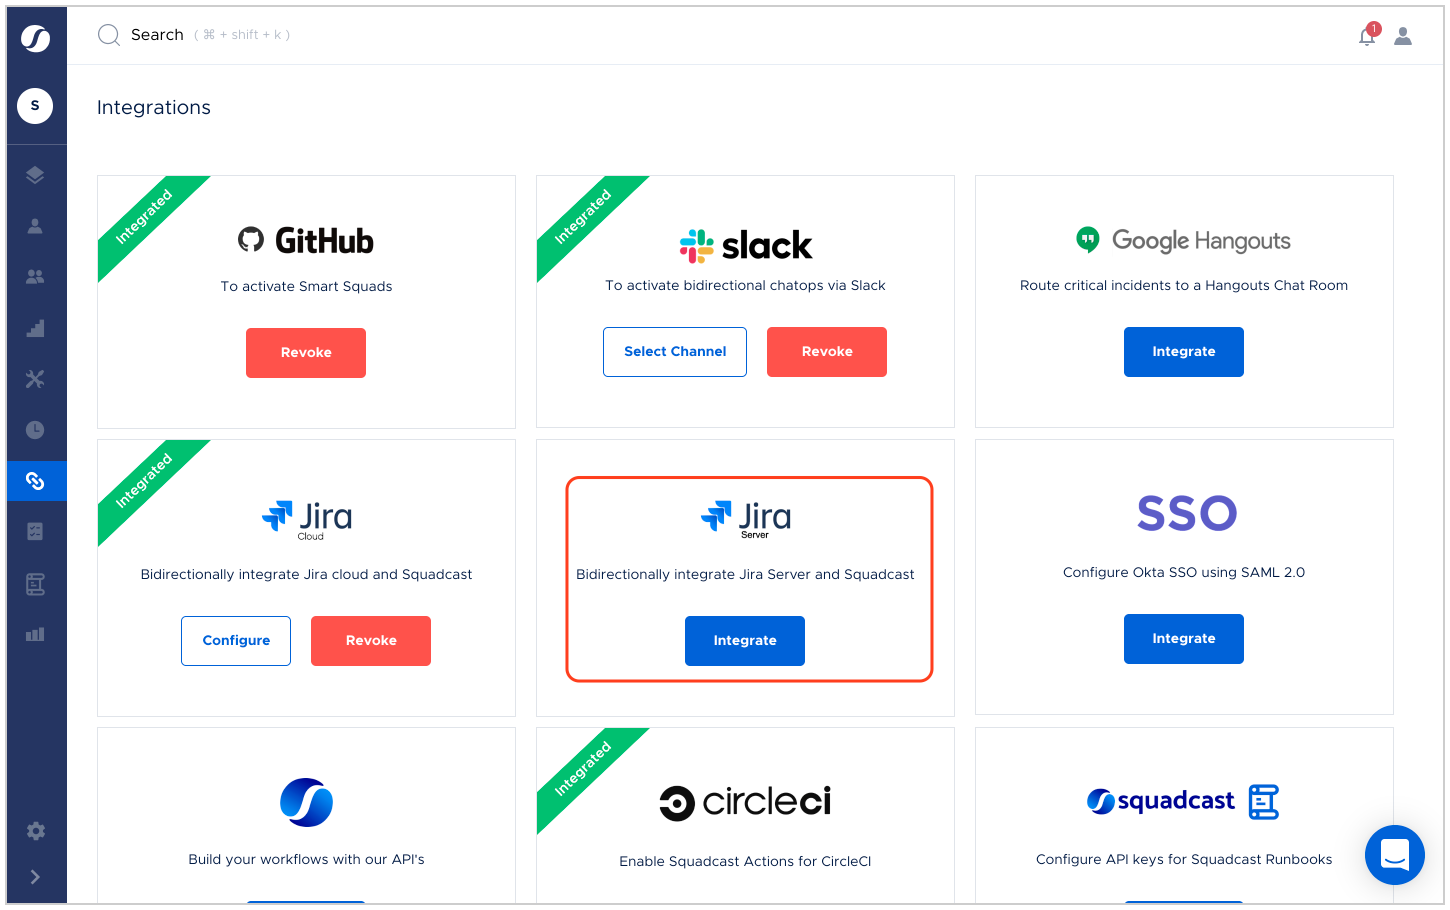 Search ( ⌘ + shift + k )
1
S
Integrations
Integrated
GitHub
To activate Smart Squads
Revoke
Integrated
slack
To activate bidirectional chatops via Slack
Select Channel
Revoke
Google Hangouts
Route critical incidents to a Hangouts Chat Room
Integrate
Integrated
Jira
Cloud
Bidirectionally integrate Jira cloud and Squadcast
Configure
Revoke
Jira
Server
Bidirectionally integrate Jira Server and Squadcast
Integrate
SSO
Configure Okta SSO using SAML 2.0
Integrate
Build your workflows with our API's
Integrated
circleci
Enable Squadcast Actions for CircleCI
squadcast
Configure API keys for Squadcast Runbooks